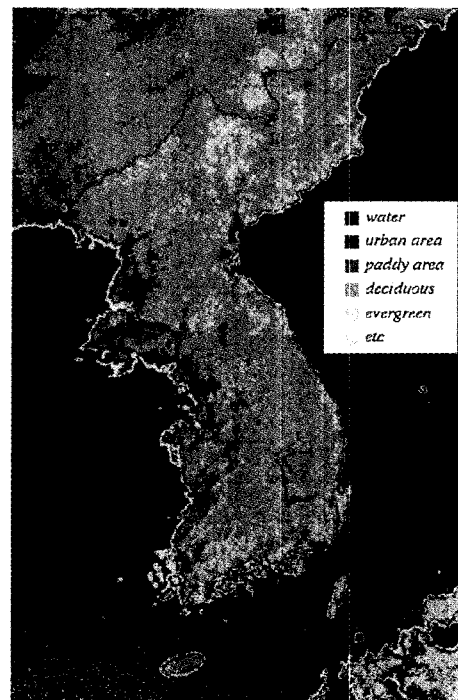 water
urban area
paddy area
deciduous
evergreen
etc